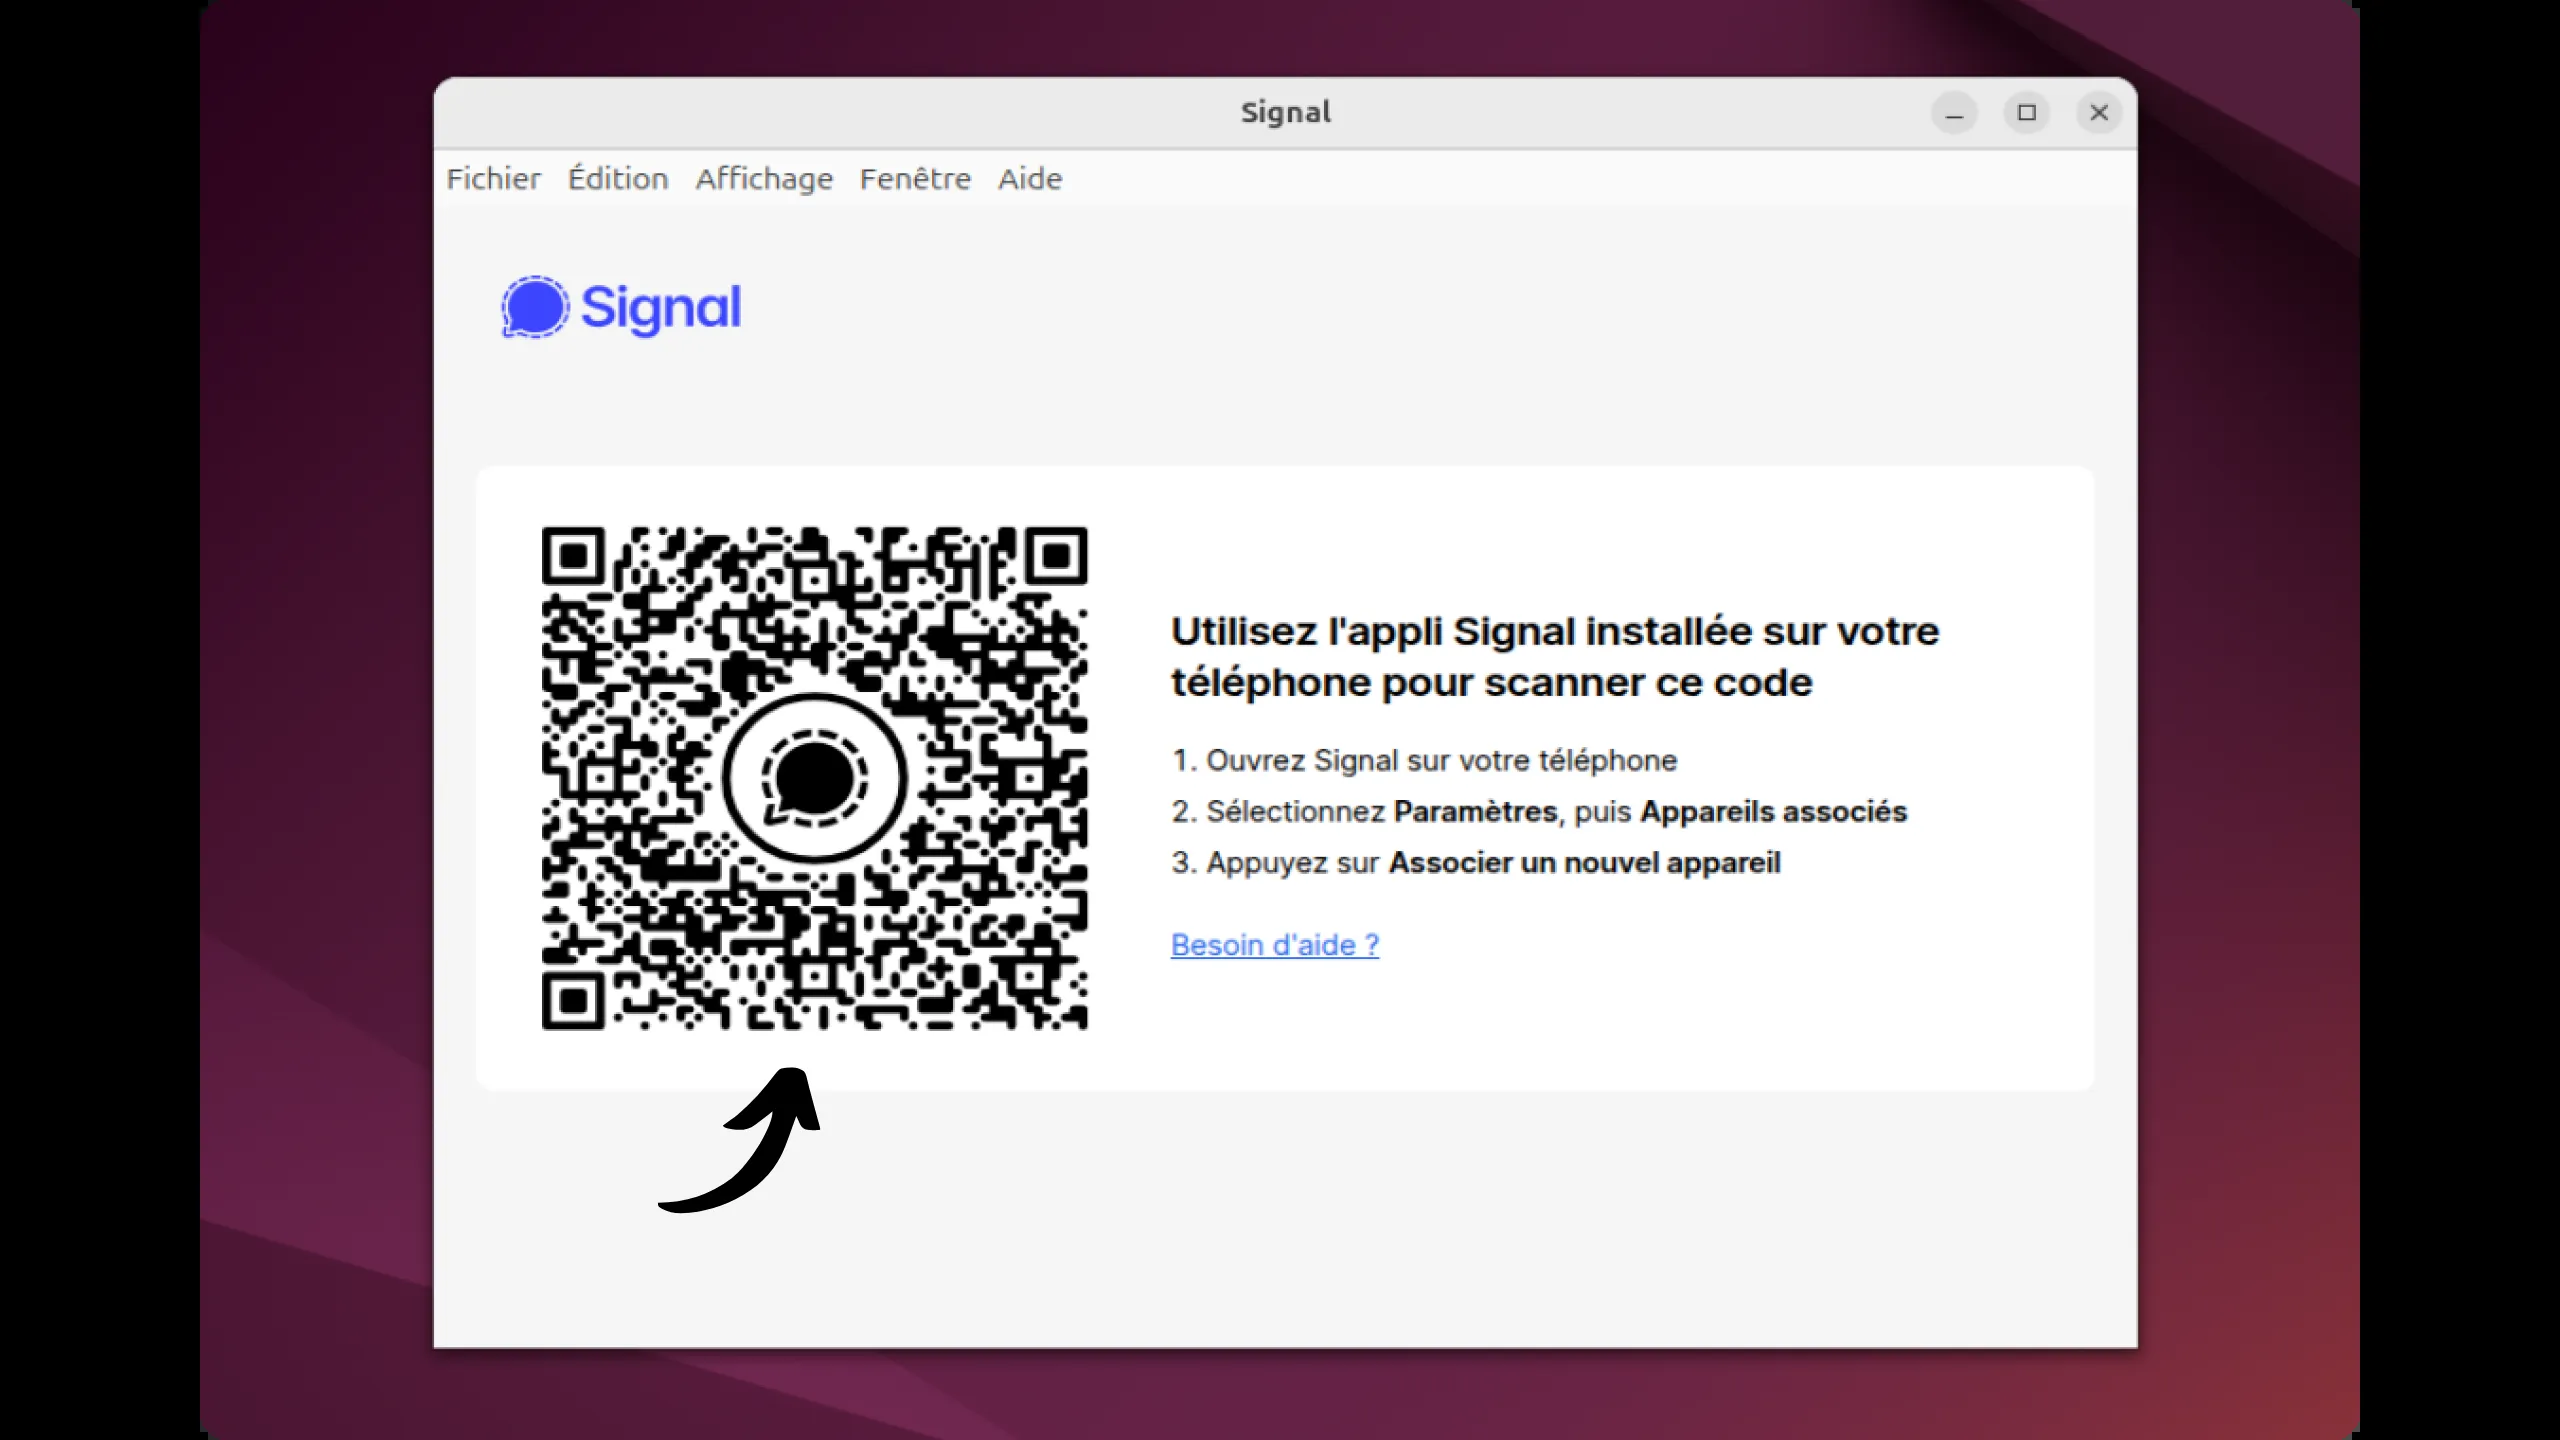 Signal
Fichier Édition Affichage Fenêtre Aide
Signal
Utilisez l'appli Signal installée sur votre
téléphone pour scanner ce code
1. Ouvrez Signal sur votre téléphone
2. Sélectionnez Paramètres, puis Appareils associés
3. Appuyez sur Associer un nouvel appareil
Besoin d'aide ?